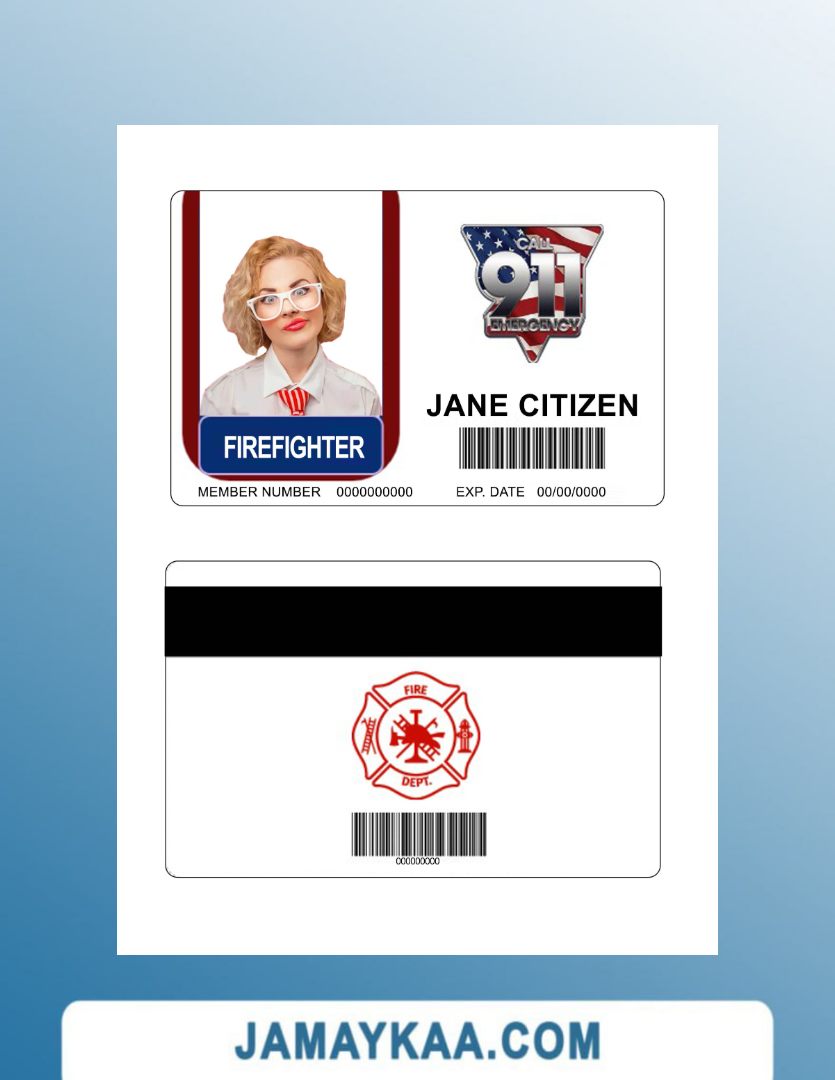 CALL
911
EMERGENCY
JANE CITIZEN
FIREFIGHTER
MEMBER NUMBER 0000000000 EXP. DATE 00/00/0000
FIRE
DEPT.
000000000
JAMAYKAA.COM